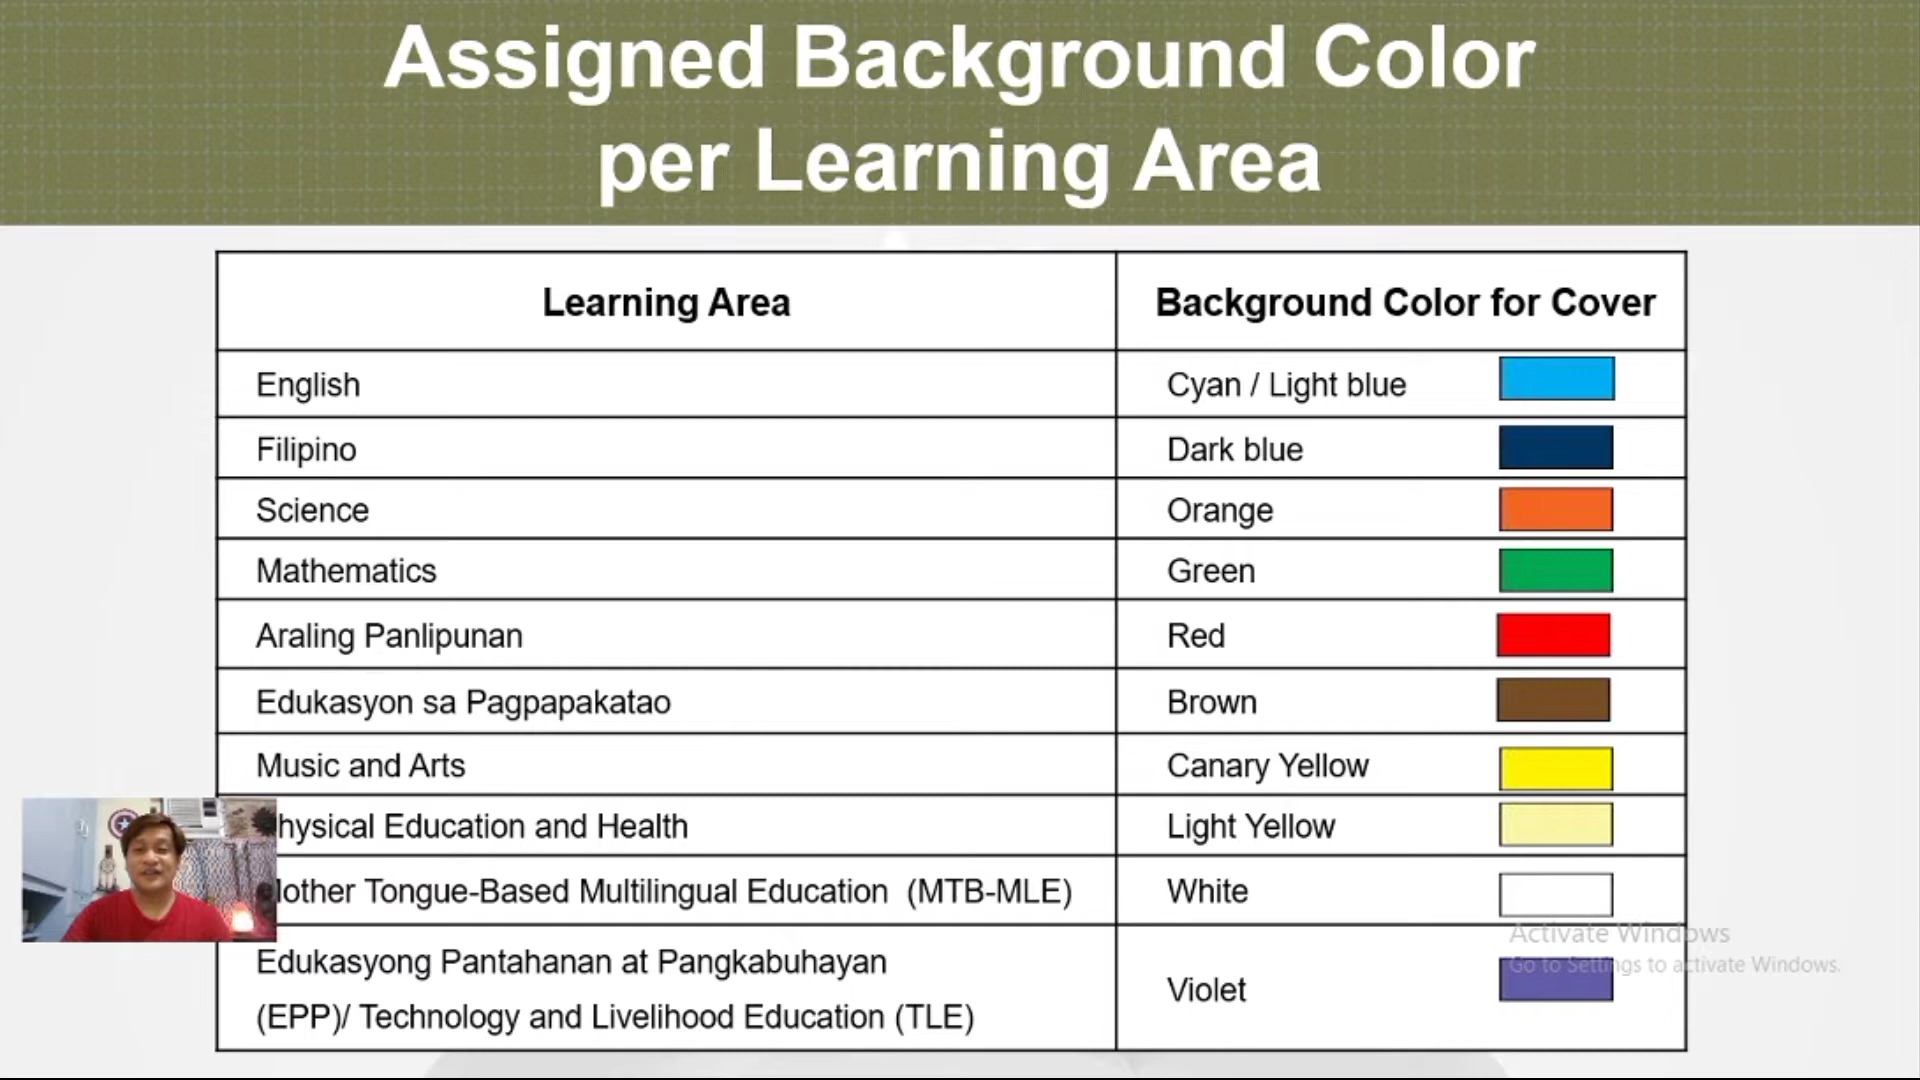 Assigned Background Color
per Learning Area
Learning Area Background Color for Cover
English Cyan / Light blue
Filipino Dark blue
Science Orange
Mathematics Green
Araling Panlipunan Red
Edukasyon sa Pagpapakatao Brown
Music and Arts Canary Yellow
hysical Education and Health Light Yellow
other Tongue-Based Multilingual Education (MTB-MLE) White
Edukasyong Pantahanan at Pangkabuhayan
(EPP)/ Technology and Livelihood Education (TLE) Violet
Activate Windows
Go to Settings to activate Windows.